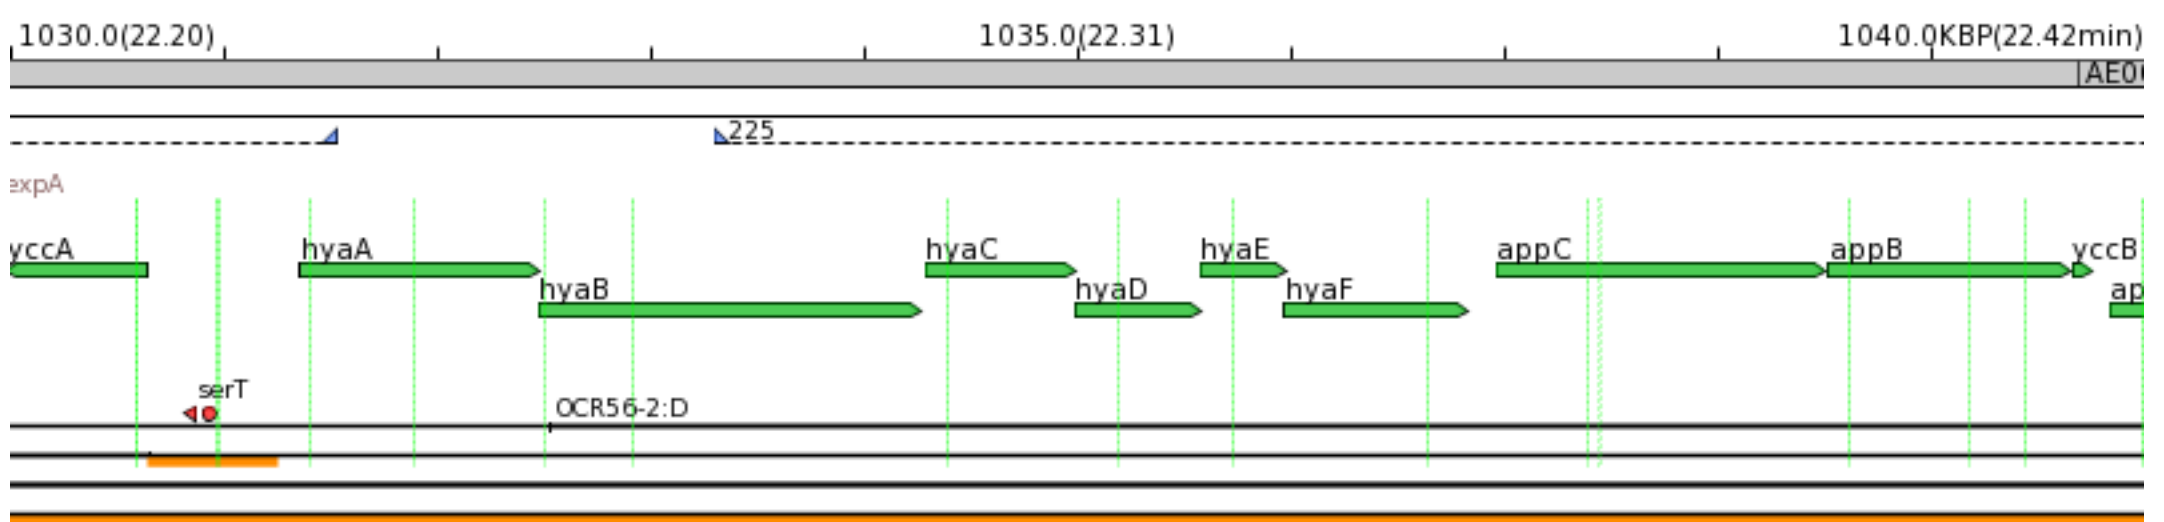 1030.0(22.20) 1035.0(22.31) 1040.0KBP(22.42min)
AE00
225
expA
yccA hyaA hyaC hyaE appC appB yccB
hyaB hyaD hyaF ap
serT
OCR56-2:D